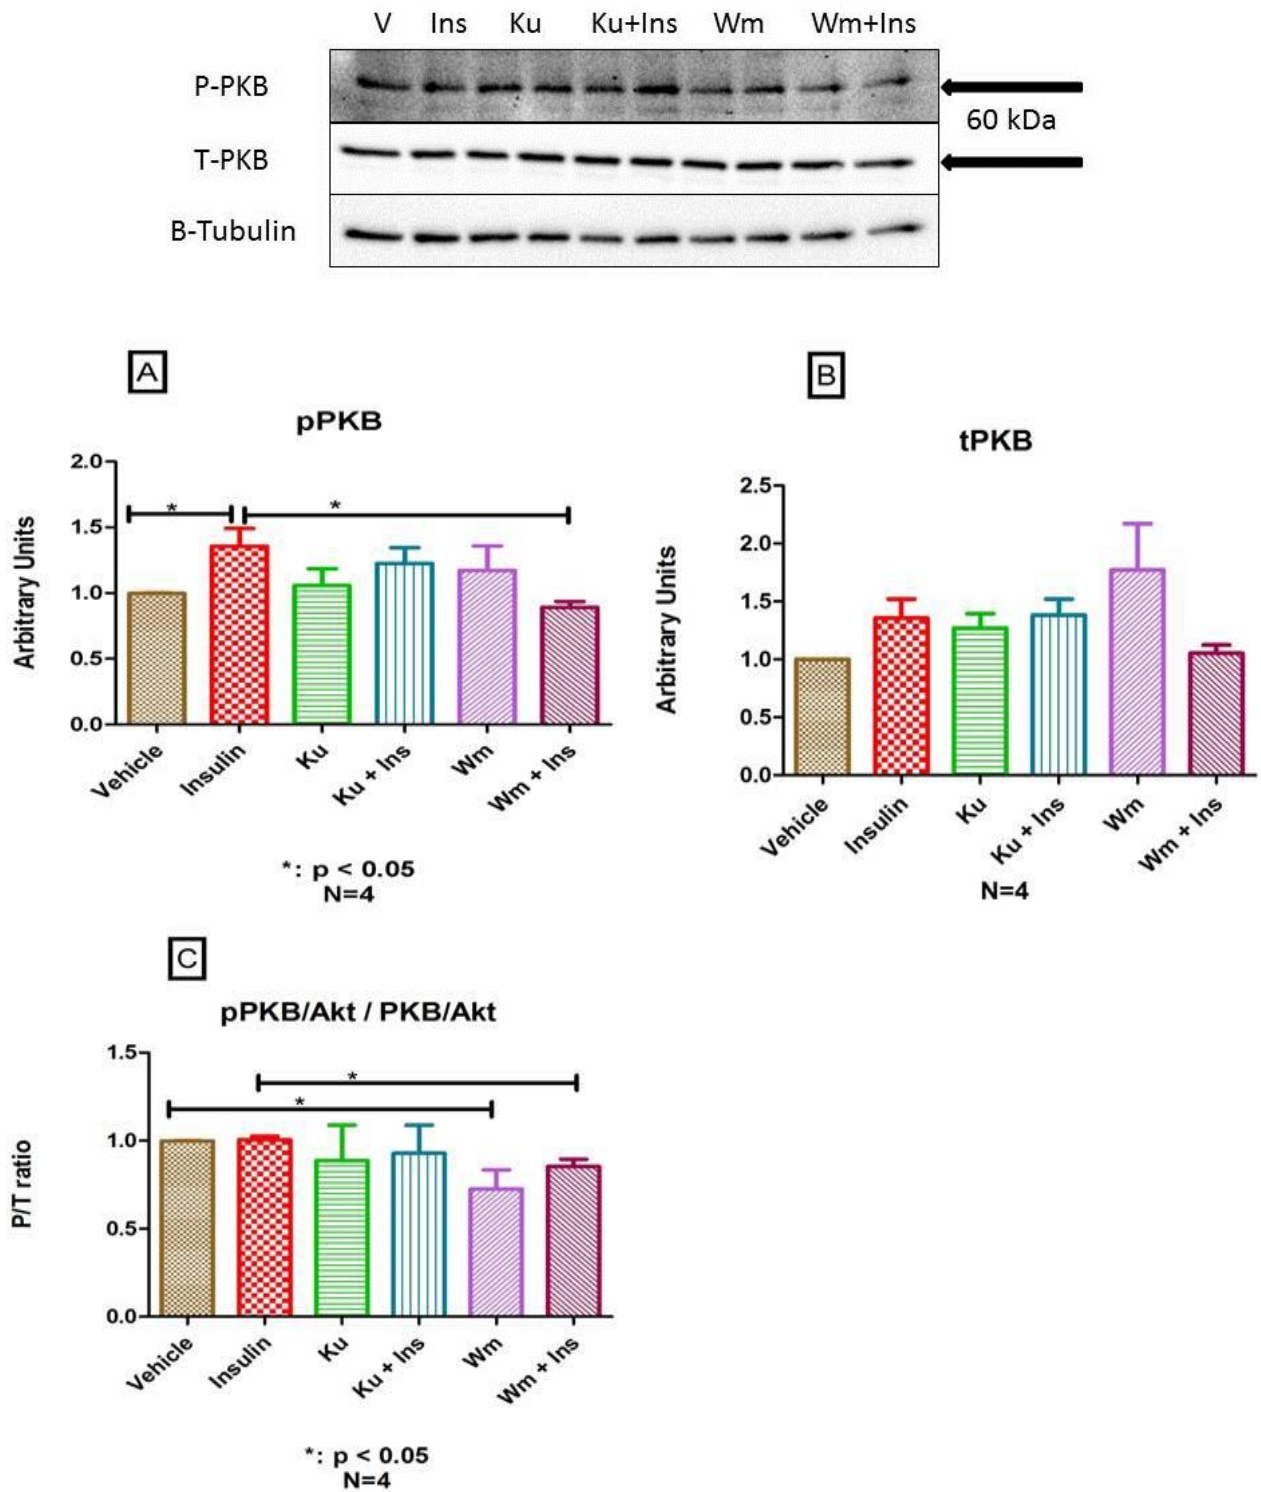 V Ins Ku Ku+Ins Wm Wm+Ins
P-PKB
60 kDa
T-PKB
B-Tubulin
A
pPKB
Arbitrary Units
2.0
1.5
1.0
0.5
0.0
* *
Vehicle Insulin Ku Ku + Ins Wm Wm + Ins
*: p < 0.05
N=4
B
tPKB
Arbitrary Units
2.5
2.0
1.5
1.0
0.5
0.0
Vehicle Insulin Ku Ku + Ins Wm Wm + Ins
N=4
C
pPKB/Akt / PKB/Akt
P/T ratio
1.5
1.0
0.5
0.0
*
*
Vehicle Insulin Ku Ku + Ins Wm Wm + Ins
*: p < 0.05
N=4